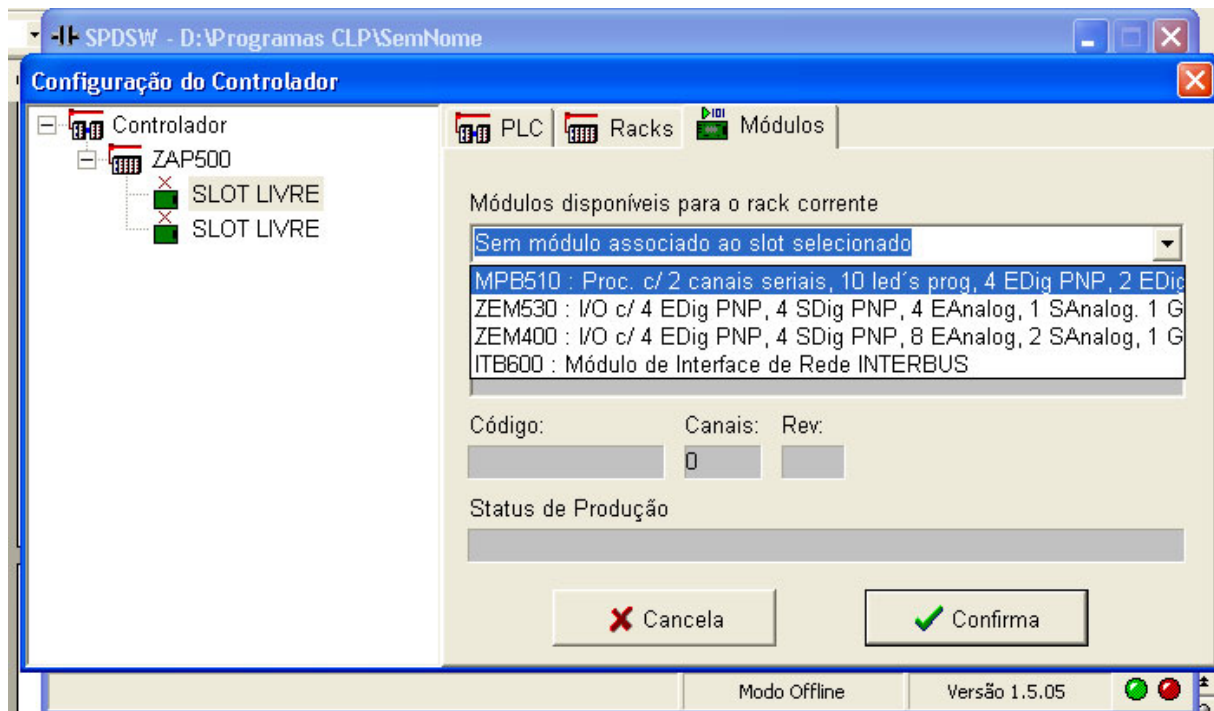 SPDSW - D:\Programas CLP\SemNome
Configuração do Controlador
Controlador
ZAP500
SLOT LIVRE
SLOT LIVRE
PLC
Racks
Módulos
Módulos disponíveis para o rack corrente
Sem módulo associado ao slot selecionado
MPB510 : Proc. c/ 2 canais seriais, 10 led´s prog, 4 EDig PNP, 2 EDig
ZEM530 : I/O c/ 4 EDig PNP, 4 SDig PNP, 4 EAnalog, 1 SAnalog. 1 G
ZEM400 : I/O c/ 4 EDig PNP, 4 SDig PNP, 8 EAnalog, 2 SAnalog, 1 G
ITB600 : Módulo de Interface de Rede INTERBUS
Código: Canais: Rev:
0
Status de Produção
Cancela
Confirma
Modo Offline
Versão 1.5.05